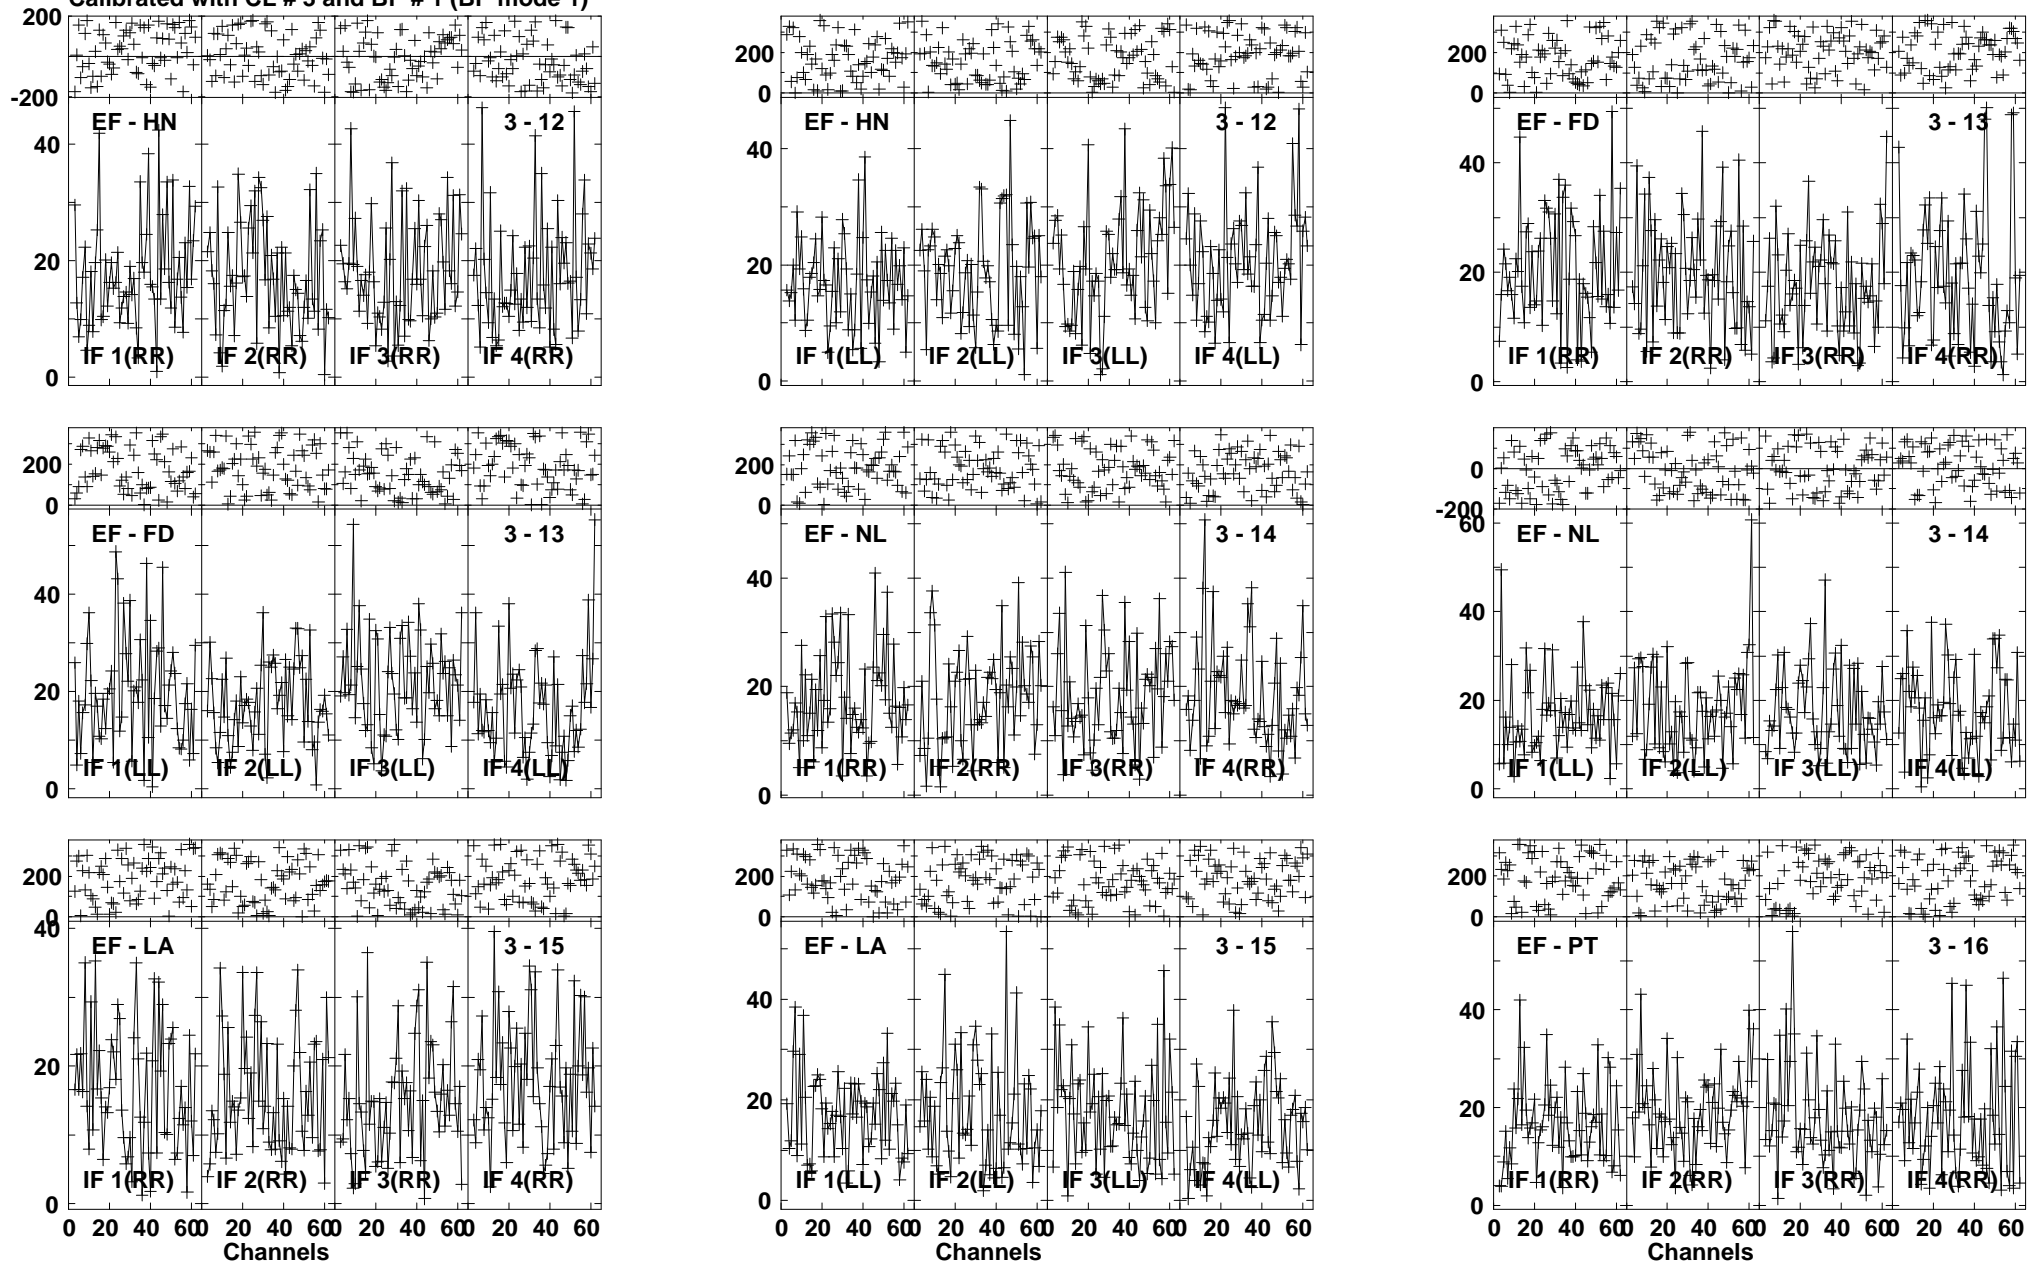 Calibrated with CL # 3 and BP # 1 (BP mode 1)
200
-200
EF - HN
3 - 12
40
20
0
IF 1(RR) IF 2(RR) IF 3(RR) IF 4(RR)
200
0
EF - HN
3 - 12
40
20
0
IF 1(LL) IF 2(LL) IF 3(LL) IF 4(LL)
200
0
EF - FD
3 - 13
40
20
0
IF 1(RR) IF 2(RR) IF 3(RR) IF 4(RR)
200
0
EF - FD
3 - 13
40
20
0
IF 1(LL) IF 2(LL) IF 3(LL) IF 4(LL)
200
0
EF - NL
3 - 14
40
20
0
IF 1(RR) IF 2(RR) IF 3(RR) IF 4(RR)
0
-200
60
EF - NL
3 - 14
40
20
0
IF 1(LL) IF 2(LL) IF 3(LL) IF 4(LL)
200
0
40
EF - LA
3 - 15
20
0
IF 1(RR) IF 2(RR) IF 3(RR) IF 4(RR)
0 20 40 60 0 20 40 60 0 20 40 60 0 20 40 60
Channels
200
0
EF - LA
3 - 15
40
20
0
IF 1(LL) IF 2(LL) IF 3(LL) IF 4(LL)
0 20 40 60 0 20 40 60 0 20 40 60 0 20 40 60
Channels
200
0
EF - PT
3 - 16
40
20
0
IF 1(RR) IF 2(RR) IF 3(RR) IF 4(RR)
0 20 40 60 0 20 40 60 0 20 40 60 0 20 40 60
Channels